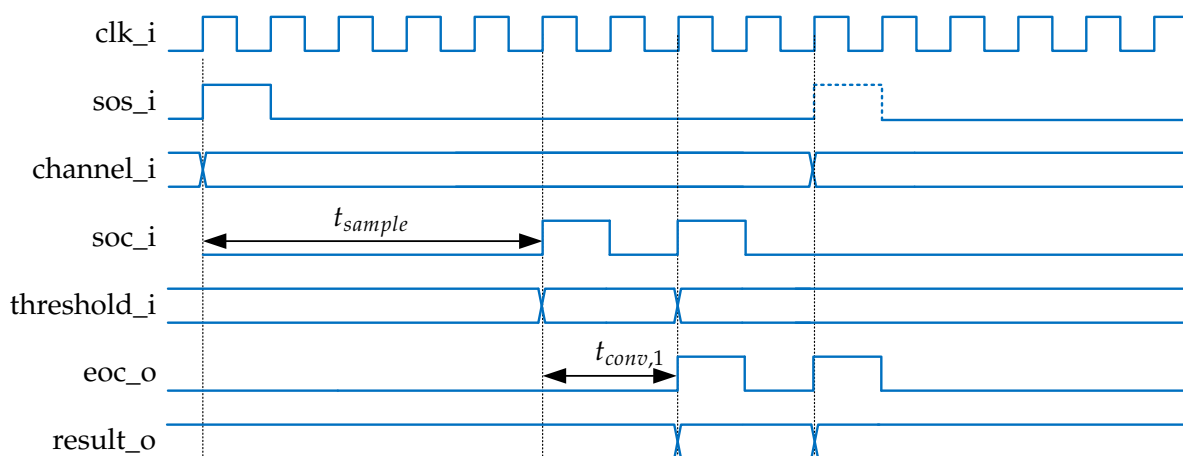 clk_i
sos_i
channel_i
t_sample
soc_i
threshold_i
t_conv,1
eoc_o
result_o